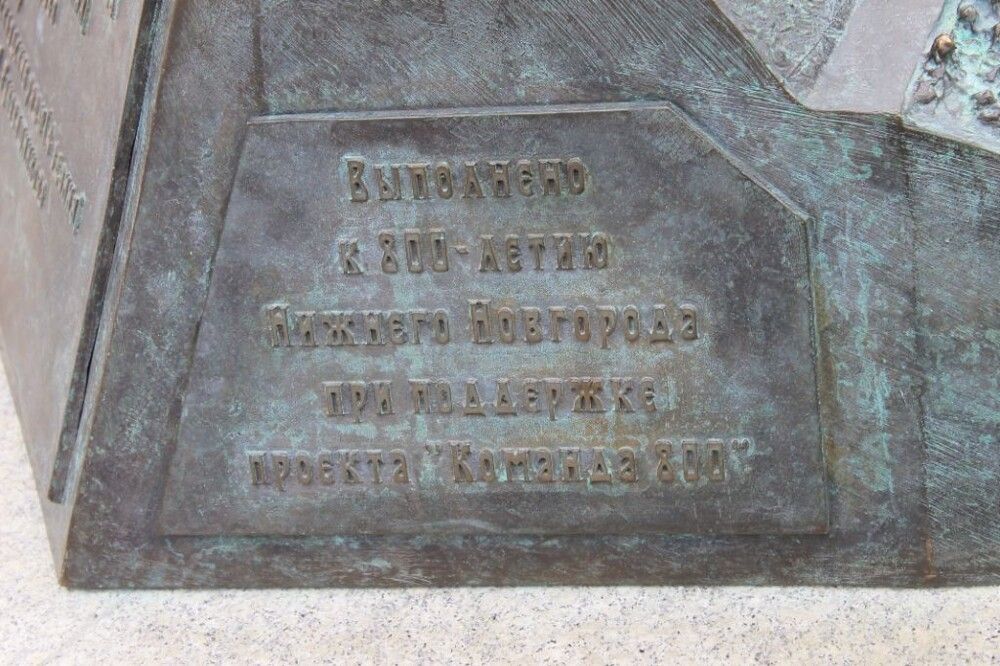 Выполнено
к 800-летию
Нижнего Новгорода
при поддержке
проекта "Команда 800"